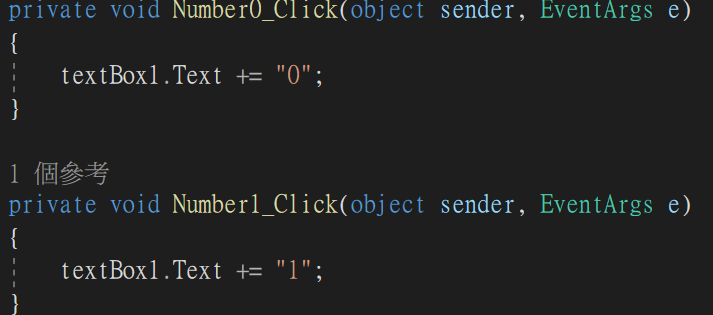 private void Number0_Click(object sender, EventArgs e)
{
textBox1.Text += "0";
}
1 個參考
private void Number1_Click(object sender, EventArgs e)
{
textBox1.Text += "1";
}